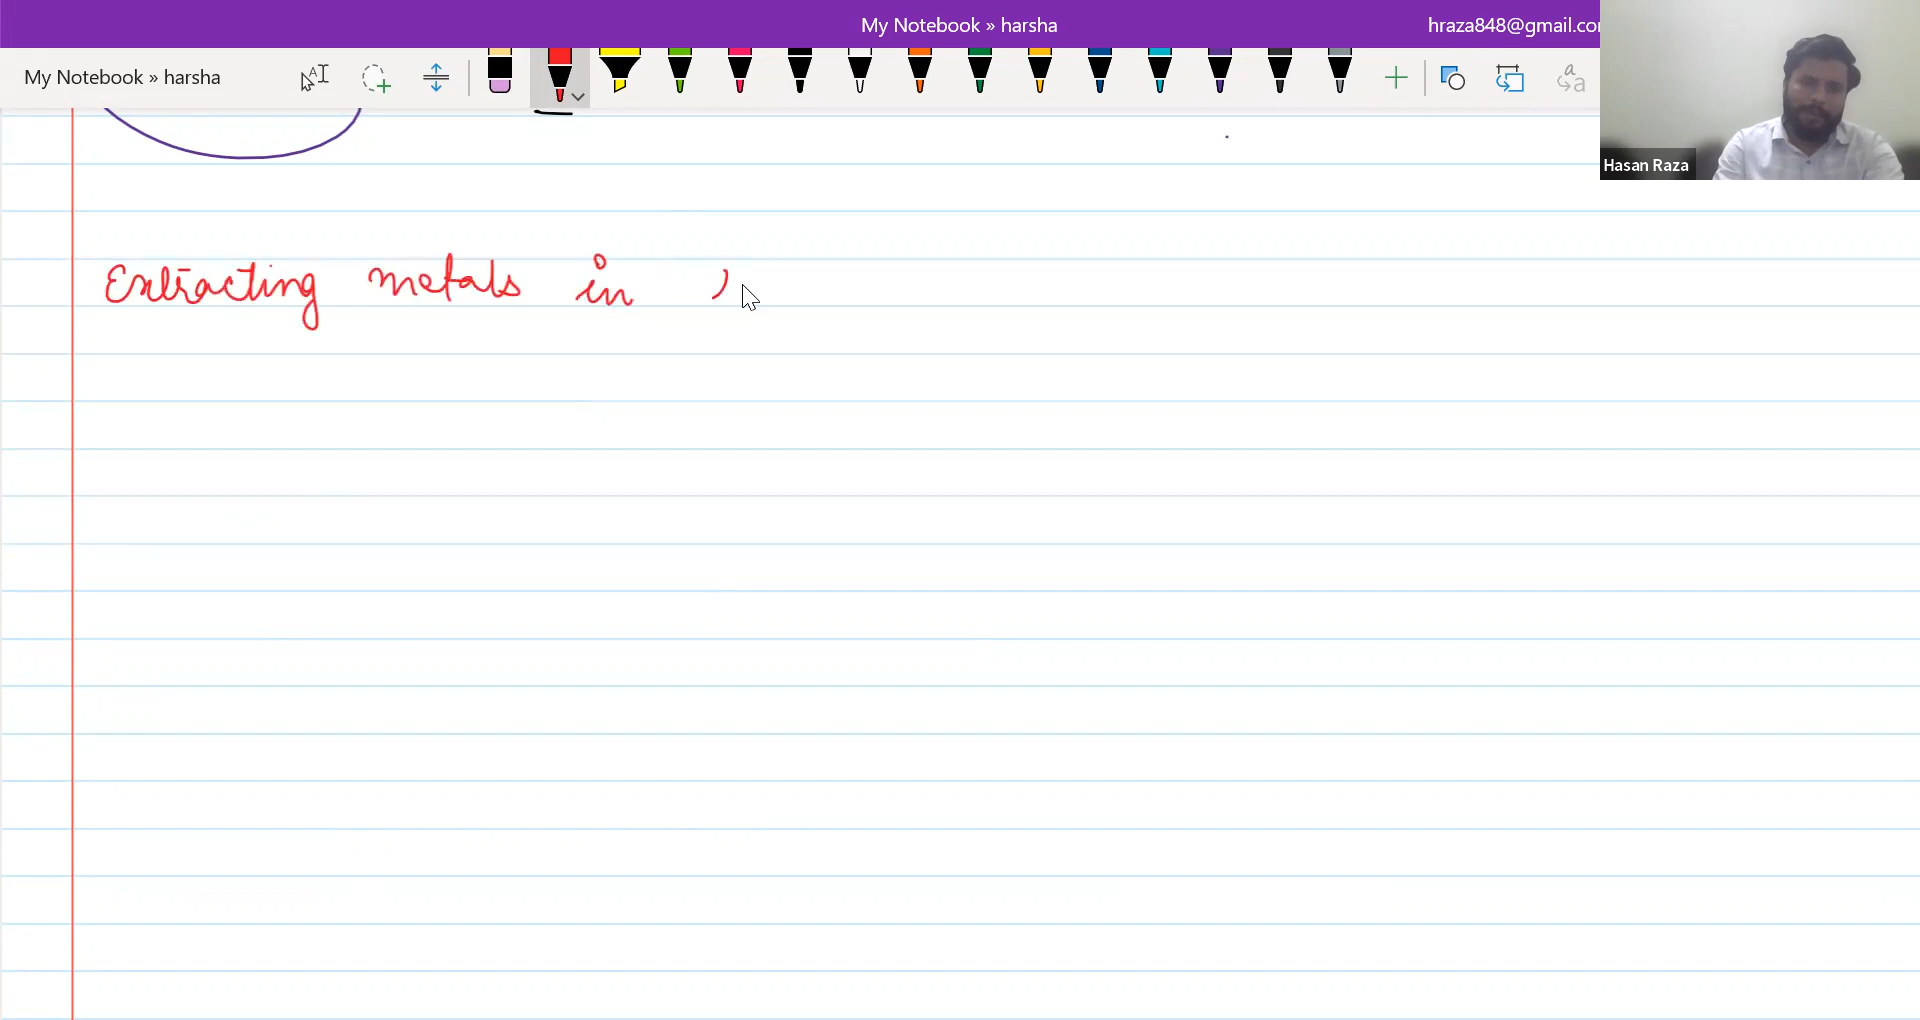 My Notebook » harsha
hraza848@gmail.co
My Notebook » harsha
Hasan Raza
Extracting metals in